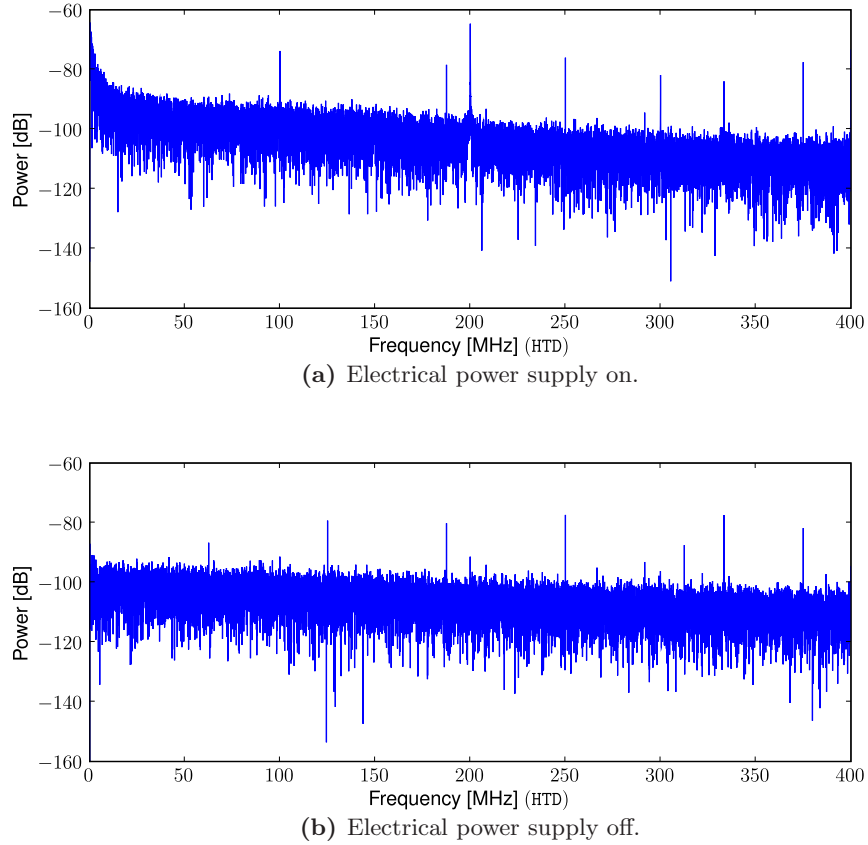 −60
−80
−100
−120
−140
−160
Power [dB]
0 50 100 150 200 250 300 350 400
Frequency [MHz] (HTD)
(a) Electrical power supply on.
−60
−80
−100
−120
−140
−160
Power [dB]
0 50 100 150 200 250 300 350 400
Frequency [MHz] (HTD)
(b) Electrical power supply off.